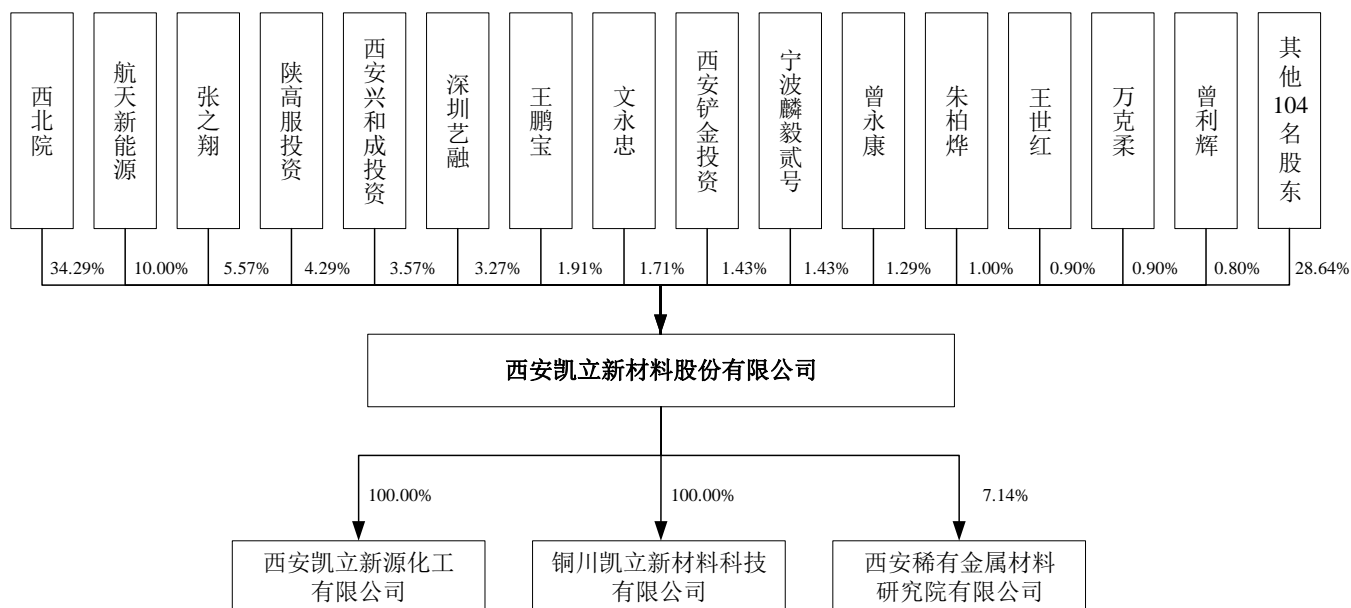 西北院
航天新能源
张之翔
陕高服投资
西安兴和成投资
深圳艺融
王鹏宝
文永忠
西安铲金投资
宁波麟毅贰号
曾永康
朱柏烨
王世红
万克柔
曾利辉
其他104名股东
34.29%
10.00%
5.57%
4.29%
3.57%
3.27%
1.91%
1.71%
1.43%
1.43%
1.29%
1.00%
0.90%
0.90%
0.80%
28.64%
西安凯立新材料股份有限公司
100.00%
100.00%
7.14%
西安凯立新源化工
有限公司
铜川凯立新材料科技
有限公司
西安稀有金属材料
研究院有限公司